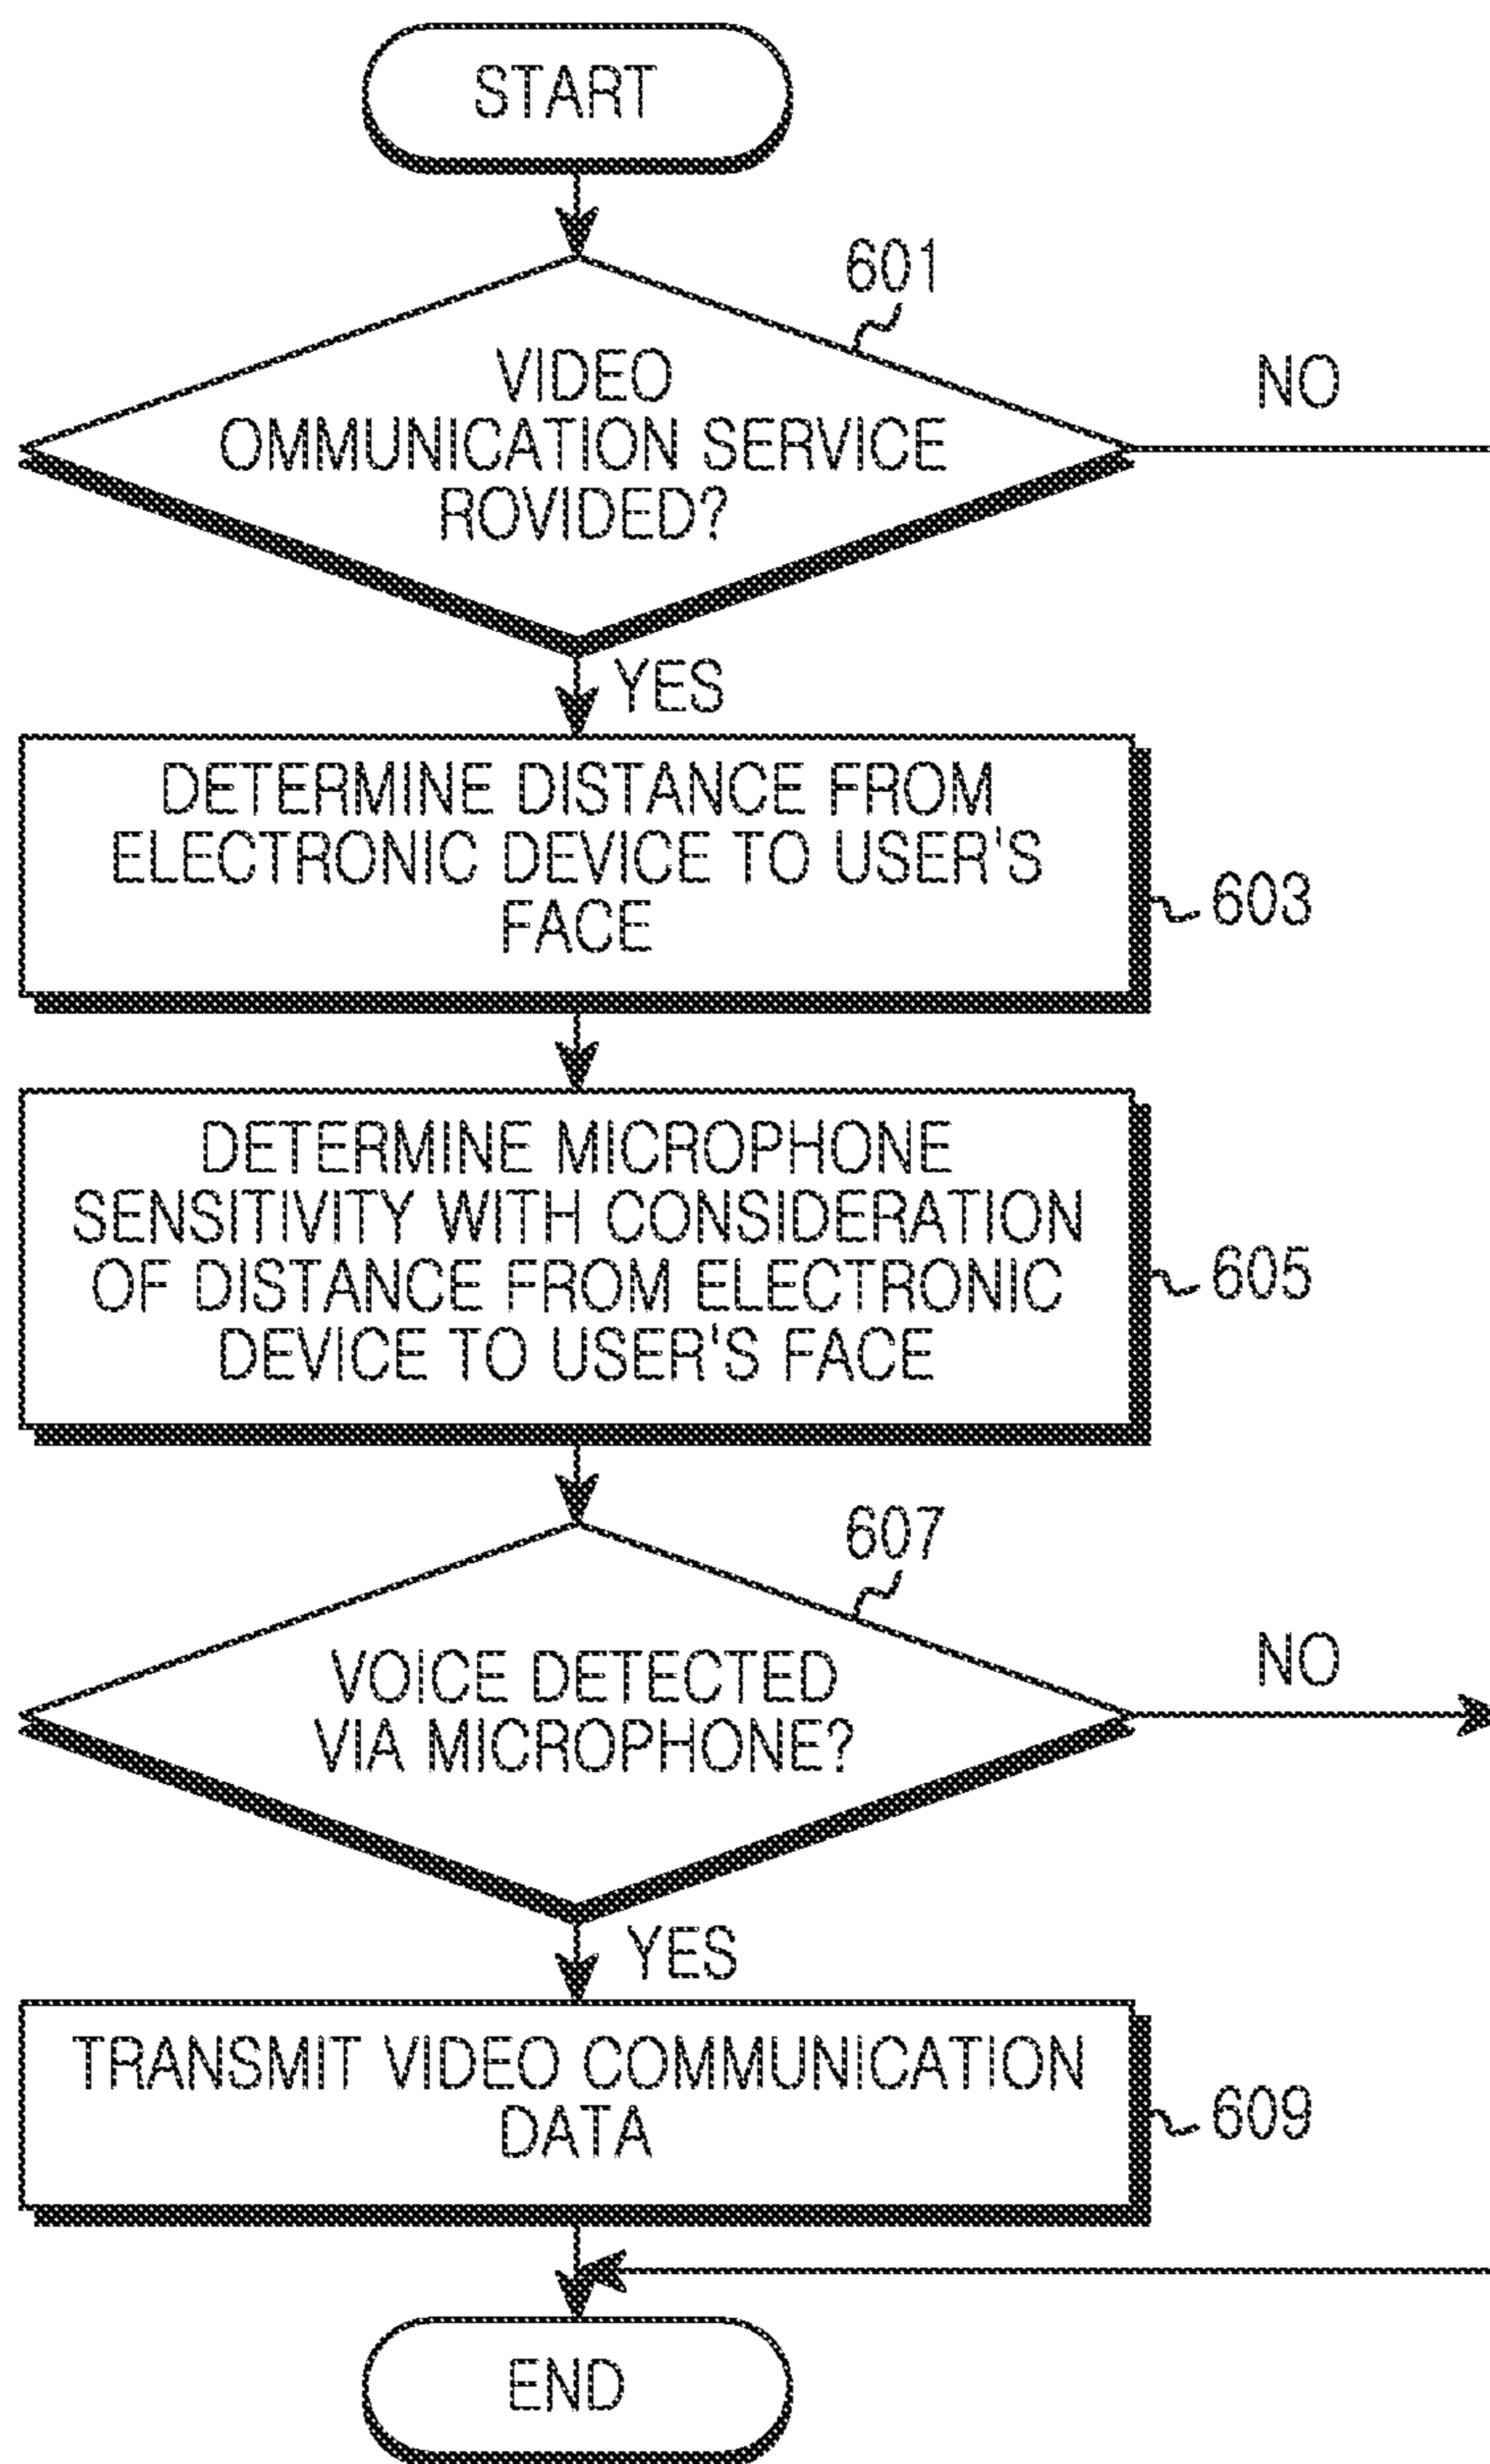 START
601
VIDEO
OMMUNICATION SERVICE
ROVIDED?
NO
YES
DETERMINE DISTANCE FROM
ELECTRONIC DEVICE TO USER'S
FACE
603
DETERMINE MICROPHONE
SENSITIVITY WITH CONSIDERATION
OF DISTANCE FROM ELECTRONIC
DEVICE TO USER'S FACE
605
607
VOICE DETECTED
VIA MICROPHONE?
NO
YES
TRANSMIT VIDEO COMMUNICATION
DATA
609
END